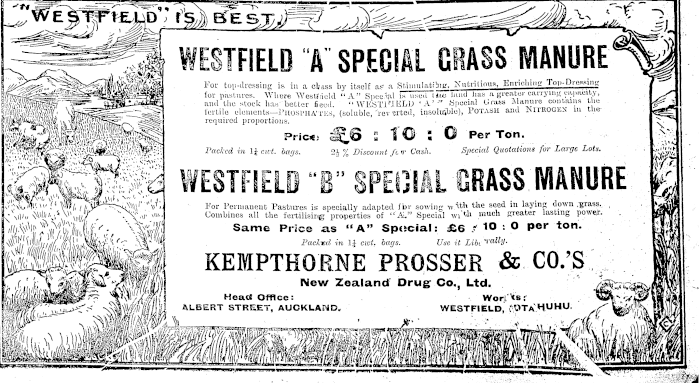 "WESTFIELD" IS BEST.
WESTFIELD "A" SPECIAL GRASS MANURE
For top-dressing is in a class by itself as a Stimulating, Nutritious, Enriching Top-Dressing
for pastures. Where Westfield "A" Special is used the land has a greater carrying capacity,
and the stock has better feed. "WESTFIELD 'A'" Special Grass Manure contains the
fertile elements—PHOSPHATES, (soluble, reverted, insoluble), POTASH and NITROGEN in the
required proportions.
Price: £6 : 10 : 0 Per Ton.
Packed in 1¼ cwt. bags. 2½ % Discount for Cash. Special Quotations for Large Lots.
WESTFIELD "B" SPECIAL GRASS MANURE
For Permanent Pastures is specially adapted for sowing with the seed in laying down grass.
Combines all the fertilising properties of "A" Special with much greater lasting power.
Same Price as "A" Special: £6 : 10 : 0 per ton.
Packed in 1¼ cwt. bags. Use it Liberally.
KEMPTHORNE PROSSER & CO.'S
New Zealand Drug Co., Ltd.
Head Office: Works:
ALBERT STREET, AUCKLAND. WESTFIELD, OTAHUHU.